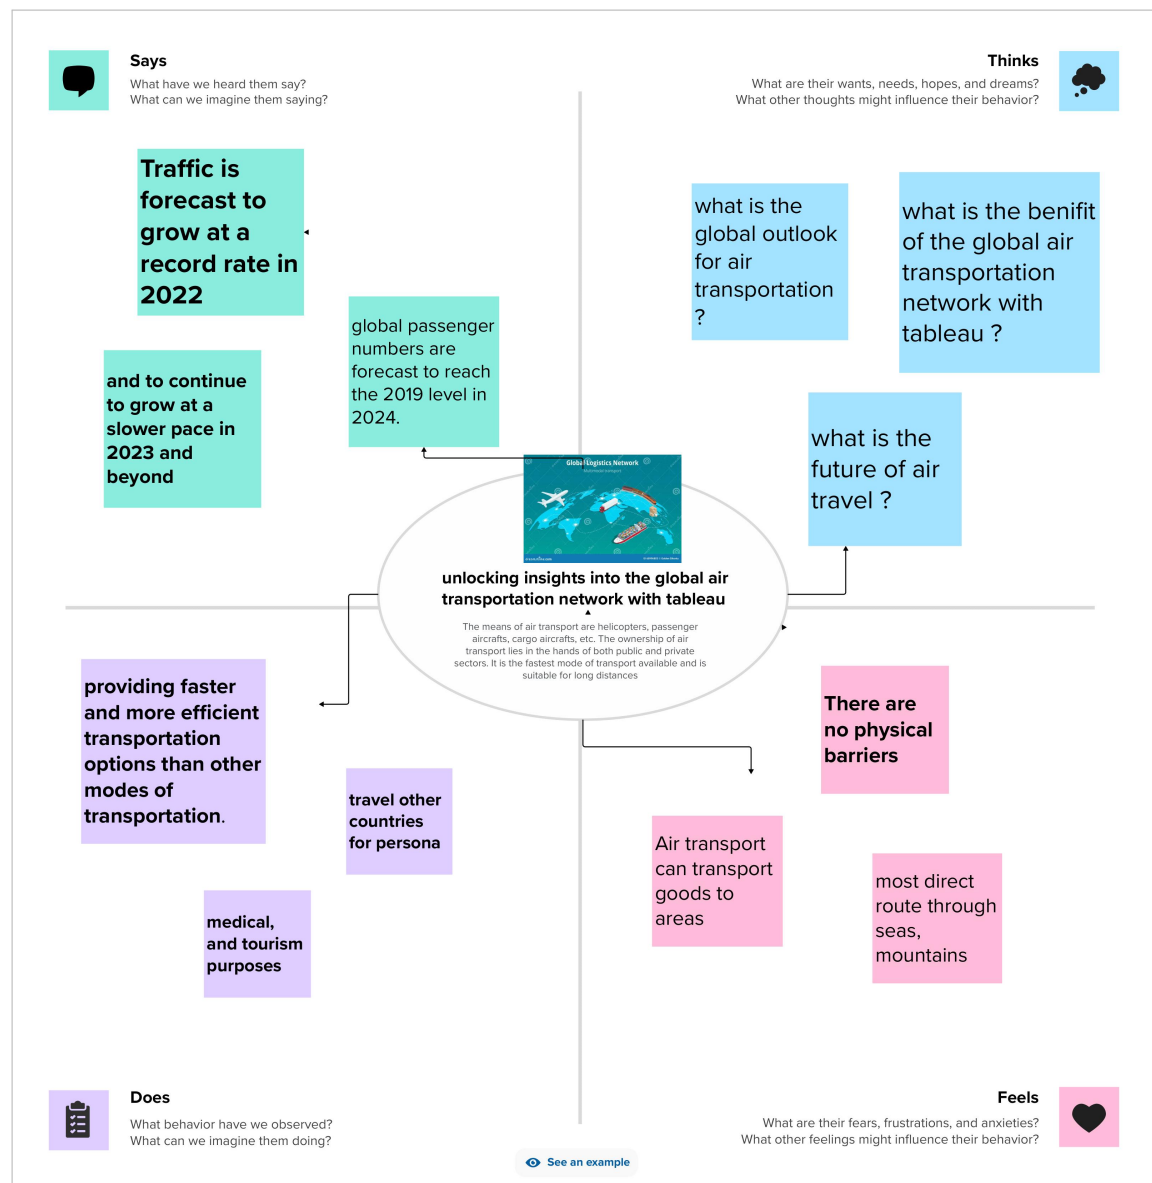 Says
What have we heard them say?
What can we imagine them saying?
Thinks
What are their wants, needs, hopes, and dreams?
What other thoughts might influence their behavior?
Traffic is
forecast to
grow at a
record rate in
2022
global passenger
numbers are
forecast to reach
the 2019 level in
2024.
and to continue
to grow at a
slower pace in
2023 and
beyond
what is the
global outlook
for air
transportation
?
what is the benifit
of the global air
transportation
network with
tableau ?
what is the
future of air
travel ?
Global Logistics Network
unlocking insights into the global air
transportation network with tableau
The means of air transport are helicopters, passenger
aircrafts, cargo aircrafts, etc. The ownership of air
transport lies in the hands of both public and private
sectors. It is the fastest mode of transport available and is
suitable for long distances
providing faster
and more efficient
transportation
options than other
modes of
transportation.
travel other
countries
for persona
medical,
and tourism
purposes
There are
no physical
barriers
Air transport
can transport
goods to
areas
most direct
route through
seas,
mountains
Does
What behavior have we observed?
What can we imagine them doing?
Feels
What are their fears, frustrations, and anxieties?
What other feelings might influence their behavior?
See an example